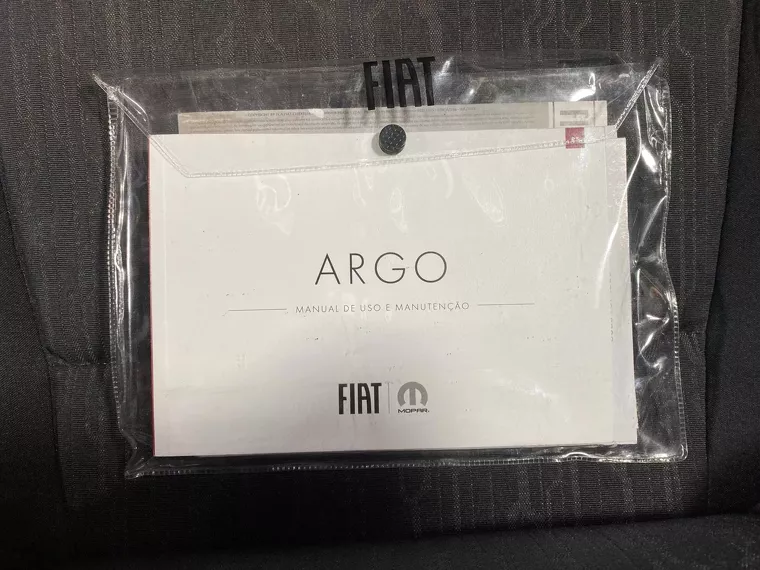 FIAT
ARGO
MANUAL DE USO E MANUTENÇÃO
FIAT MOPAR.